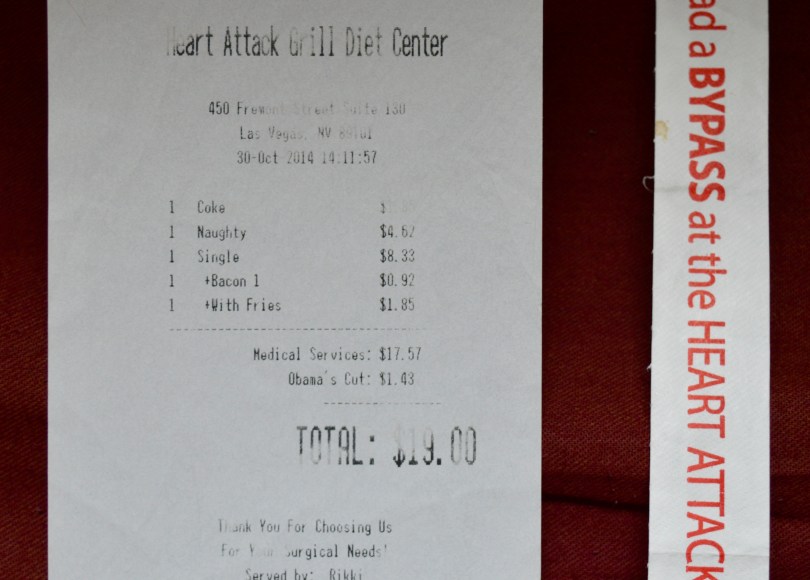 Heart Attack Grill Diet Center
450 Fremont Street Suite 130
Las Vegas, NV 89101
30-Oct 2014 14:11:57
1 Coke $
1 Naughty $4.62
1 Single $8.33
1 +Bacon 1 $0.92
1 +With Fries $1.85
Medical Services: $17.57
Obama's Cut: $1.43
TOTAL: $19.00
Thank You For Choosing Us
For Your Surgical Needs!
Served by: Rikki
ad a BYPASS at the HEART ATTACK